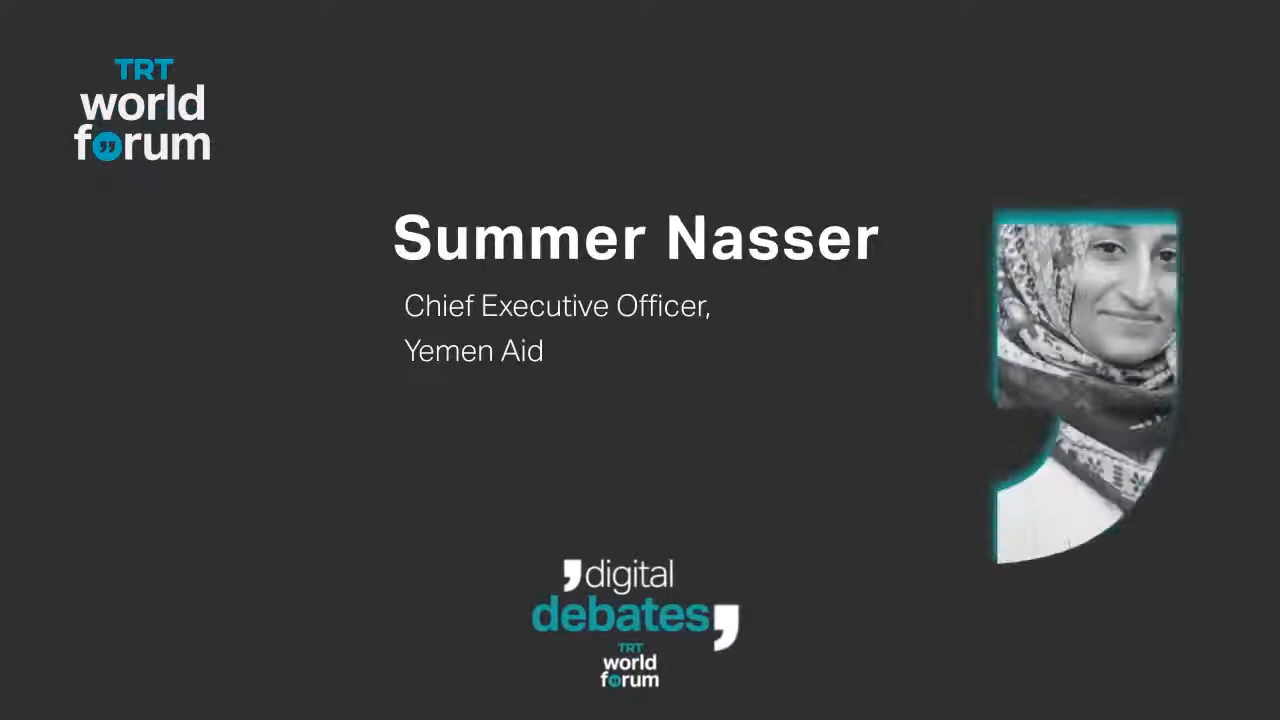 TRT
world
forum
Summer Nasser
Chief Executive Officer,
Yemen Aid
digital
debates
TRT
world
forum